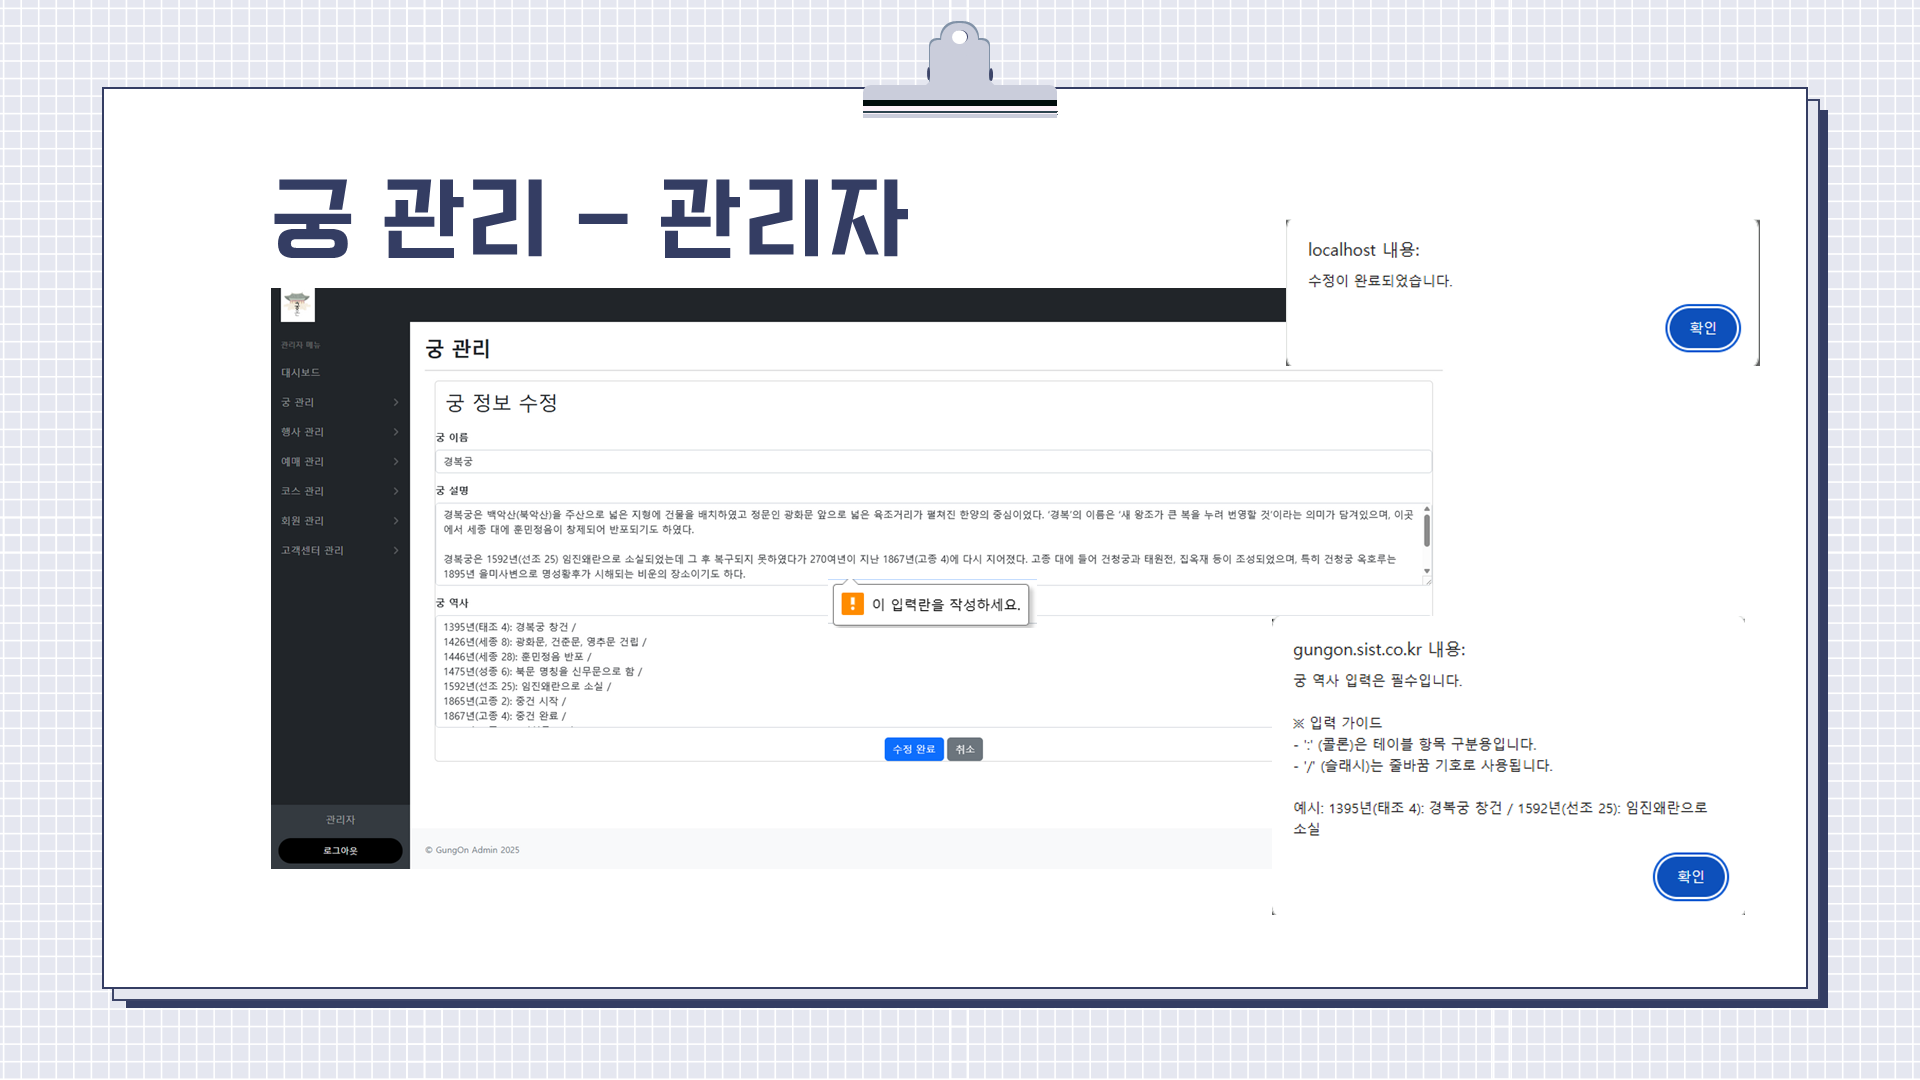 궁 관리 - 관리자
관리자 메뉴
대시보드
궁 관리
행사 관리
예매 관리
코스 관리
회원 관리
고객센터 관리
관리자
로그아웃
궁 관리
궁 정보 수정
궁 이름
경복궁
궁 설명
경복궁은 백악산(북악산)을 주산으로 넓은 지형에 건물을 배치하였고 정문인 광화문 앞으로 넓은 육조거리가 펼쳐진 한양의 중심이었다. '경복'의 이름은 '새 왕조가 큰 복을 누려 번영할 것'이라는 의미가 담겨있으며, 이곳
에서 세종 대에 훈민정음이 창제되어 반포되기도 하였다.
경복궁은 1592년(선조 25) 임진왜란으로 소실되었는데 그 후 복구되지 못하였다가 270여년이 지난 1867년(고종 4)에 다시 지어졌다. 고종 대에 들어 건청궁과 태원전, 집옥재 등이 조성되었으며, 특히 건청궁 옥호루는
1895년 을미사변으로 명성황후가 시해되는 비운의 장소이기도 하다.
이 입력란을 작성하세요.
궁 역사
1395년(태조 4): 경복궁 창건 /
1426년(세종 8): 광화문, 건춘문, 영추문 건립 /
1446년(세종 28): 훈민정음 반포 /
1475년(성종 6): 북문 명칭을 신무문으로 함 /
1592년(선조 25): 임진왜란으로 소실 /
1865년(고종 2): 중건 시작 /
1867년(고종 4): 중건 완료 /
수정 완료
취소
© GungOn Admin 2025
localhost 내용:
수정이 완료되었습니다.
확인
gungon.sist.co.kr 내용:
궁 역사 입력은 필수입니다.
※ 입력 가이드
- ':' (콜론)은 테이블 항목 구분용입니다.
- '/' (슬래시)는 줄바꿈 기호로 사용됩니다.
예시: 1395년(태조 4): 경복궁 창건 / 1592년(선조 25): 임진왜란으로
소실
확인